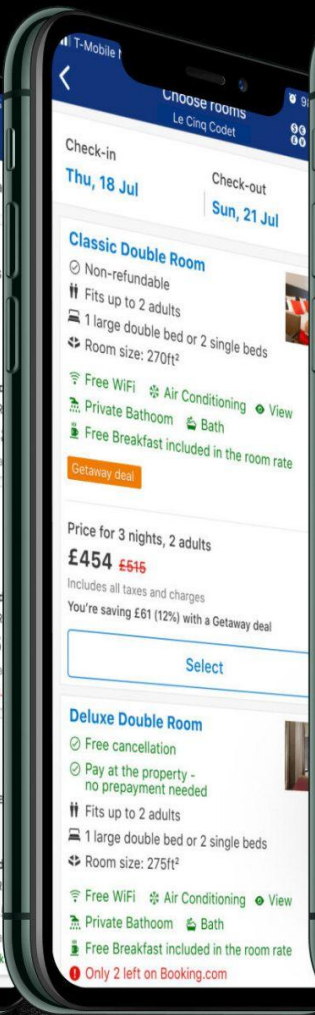 T-Mobile
Choose rooms
Le Cinq Codet
Check-in
Thu, 18 Jul
Check-out
Sun, 21 Jul
Classic Double Room
Non-refundable
Fits up to 2 adults
1 large double bed or 2 single beds
Room size: 270ft²
Free WiFi Air Conditioning View
Private Bathoom Bath
Free Breakfast included in the room rate
Getaway deal
Price for 3 nights, 2 adults
£454 £515
Includes all taxes and charges
You're saving £61 (12%) with a Getaway deal
Select
Deluxe Double Room
Free cancellation
Pay at the property -
no prepayment needed
Fits up to 2 adults
1 large double bed or 2 single beds
Room size: 275ft²
Free WiFi Air Conditioning View
Private Bathoom Bath
Free Breakfast included in the room rate
Only 2 left on Booking.com